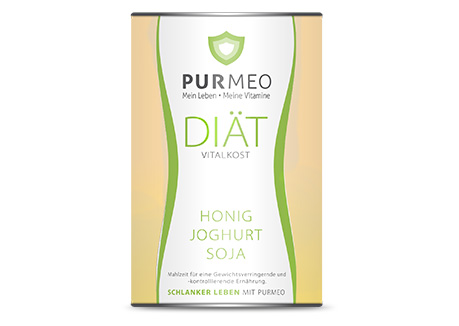 PURMEO
Mein Leben • Meine Vitamine
DIÄT
VITALKOST
HONIG
JOGHURT
SOJA
Mahlzeit für eine Gewichtsverringernde und
-kontrollierende Ernährung.
SCHLANKER LEBEN MIT PURMEO